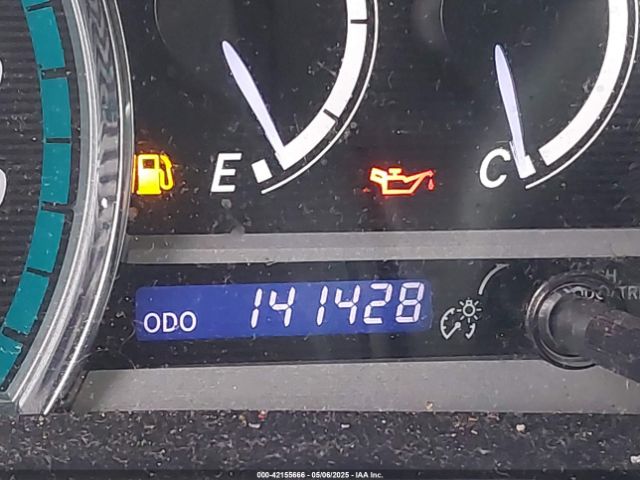 E
C
ODO 141428
000-42155666 - 05/06/2025 - IAA Inc.